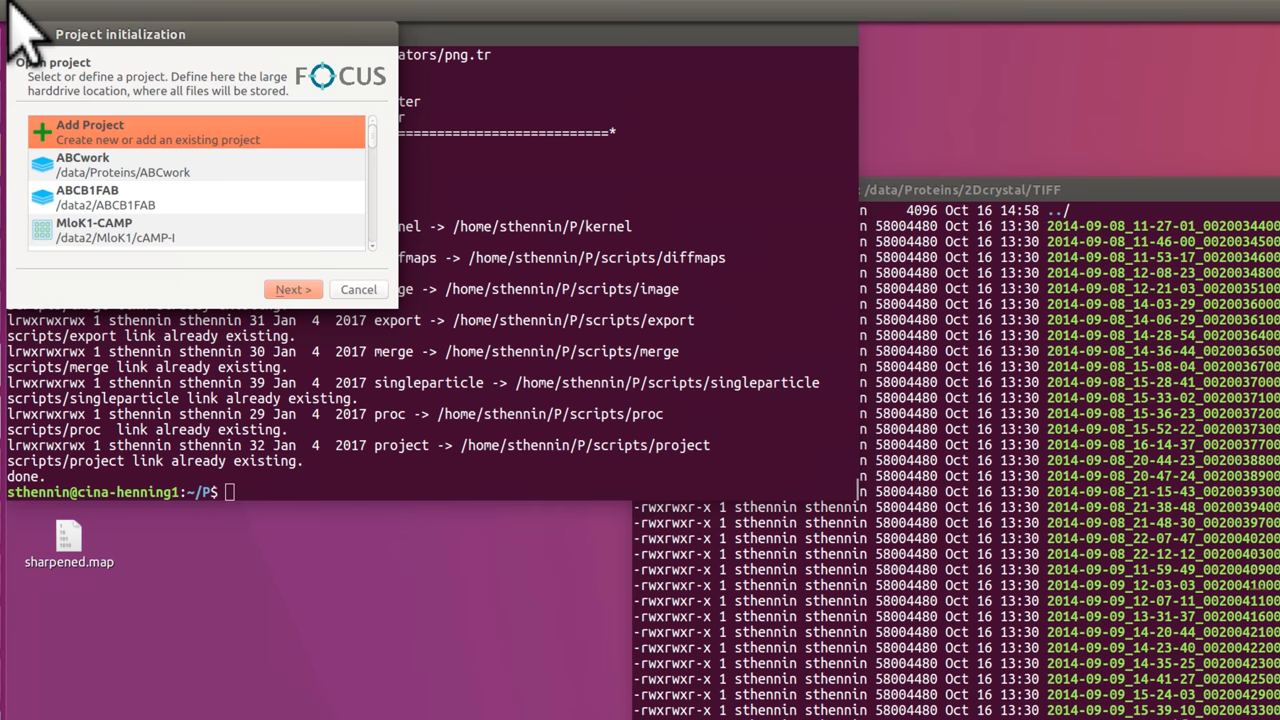 Project initialization
Open project
Select or define a project. Define here the large
harddrive location, where all files will be stored.
FOCUS
Add Project
Create new or add an existing project
ABCwork
/data/Proteins/ABCwork
ABCB1FAB
/data2/ABCB1FAB
MloK1-CAMP
/data2/MloK1/cAMP-I
Next >
Cancel
ators/png.tr
ter
r
===========================*
nel -> /home/sthennin/P/kernel
ffmaps -> /home/sthennin/P/scripts/diffmaps
ge -> /home/sthennin/P/scripts/image
lrwxrwxrwx 1 sthennin sthennin 31 Jan  4  2017 export -> /home/sthennin/P/scripts/export
scripts/export link already existing.
lrwxrwxrwx 1 sthennin sthennin 30 Jan  4  2017 merge -> /home/sthennin/P/scripts/merge
scripts/merge link already existing.
lrwxrwxrwx 1 sthennin sthennin 39 Jan  4  2017 singleparticle -> /home/sthennin/P/scripts/singleparticle
scripts/singleparticle link already existing.
lrwxrwxrwx 1 sthennin sthennin 29 Jan  4  2017 proc -> /home/sthennin/P/scripts/proc
scripts/proc  link already existing.
lrwxrwxrwx 1 sthennin sthennin 32 Jan  4  2017 project -> /home/sthennin/P/scripts/project
scripts/project link already existing.
done.
sthennin@cina-henning1:~/P$
sharpened.map
: /data/Proteins/2Dcrystal/TIFF
n     4096 Oct 16 14:58 ../
n 58004480 Oct 16 13:30 2014-09-08_11-27-01_0020034400
n 58004480 Oct 16 13:30 2014-09-08_11-46-00_0020034500
n 58004480 Oct 16 13:30 2014-09-08_11-53-17_0020034600
n 58004480 Oct 16 13:30 2014-09-08_12-08-23_0020034800
n 58004480 Oct 16 13:30 2014-09-08_12-21-03_0020035100
n 58004480 Oct 16 13:30 2014-09-08_14-03-29_0020036000
n 58004480 Oct 16 13:30 2014-09-08_14-06-29_0020036100
n 58004480 Oct 16 13:30 2014-09-08_14-28-54_0020036400
n 58004480 Oct 16 13:30 2014-09-08_14-36-44_0020036500
n 58004480 Oct 16 13:30 2014-09-08_15-08-04_0020036700
n 58004480 Oct 16 13:30 2014-09-08_15-28-41_0020037000
n 58004480 Oct 16 13:30 2014-09-08_15-33-02_0020037100
n 58004480 Oct 16 13:30 2014-09-08_15-36-23_0020037200
n 58004480 Oct 16 13:30 2014-09-08_15-52-22_0020037300
n 58004480 Oct 16 13:30 2014-09-08_16-14-37_0020037700
n 58004480 Oct 16 13:30 2014-09-08_20-44-23_0020038800
n 58004480 Oct 16 13:30 2014-09-08_20-47-24_0020038900
n 58004480 Oct 16 13:30 2014-09-08_21-15-43_0020039300
-rwxrwxr-x 1 sthennin sthennin 58004480 Oct 16 13:30 2014-09-08_21-38-48_0020039400
-rwxrwxr-x 1 sthennin sthennin 58004480 Oct 16 13:30 2014-09-08_21-48-30_0020039600
-rwxrwxr-x 1 sthennin sthennin 58004480 Oct 16 13:30 2014-09-08_22-07-47_0020040200
-rwxrwxr-x 1 sthennin sthennin 58004480 Oct 16 13:30 2014-09-08_22-12-12_0020040300
-rwxrwxr-x 1 sthennin sthennin 58004480 Oct 16 13:30 2014-09-09_11-59-49_0020040900
-rwxrwxr-x 1 sthennin sthennin 58004480 Oct 16 13:30 2014-09-09_12-03-03_0020041000
-rwxrwxr-x 1 sthennin sthennin 58004480 Oct 16 13:30 2014-09-09_12-07-11_0020041100
-rwxrwxr-x 1 sthennin sthennin 58004480 Oct 16 13:30 2014-09-09_13-31-37_0020041600
-rwxrwxr-x 1 sthennin sthennin 58004480 Oct 16 13:30 2014-09-09_14-20-44_0020042100
-rwxrwxr-x 1 sthennin sthennin 58004480 Oct 16 13:30 2014-09-09_14-23-40_0020042200
-rwxrwxr-x 1 sthennin sthennin 58004480 Oct 16 13:30 2014-09-09_14-35-25_0020042300
-rwxrwxr-x 1 sthennin sthennin 58004480 Oct 16 13:30 2014-09-09_14-41-27_0020042500
-rwxrwxr-x 1 sthennin sthennin 58004480 Oct 16 13:30 2014-09-09_15-24-03_0020042900
-rwxrwxr-x 1 sthennin sthennin 58004480 Oct 16 13:30 2014-09-09_15-39-10_0020043300